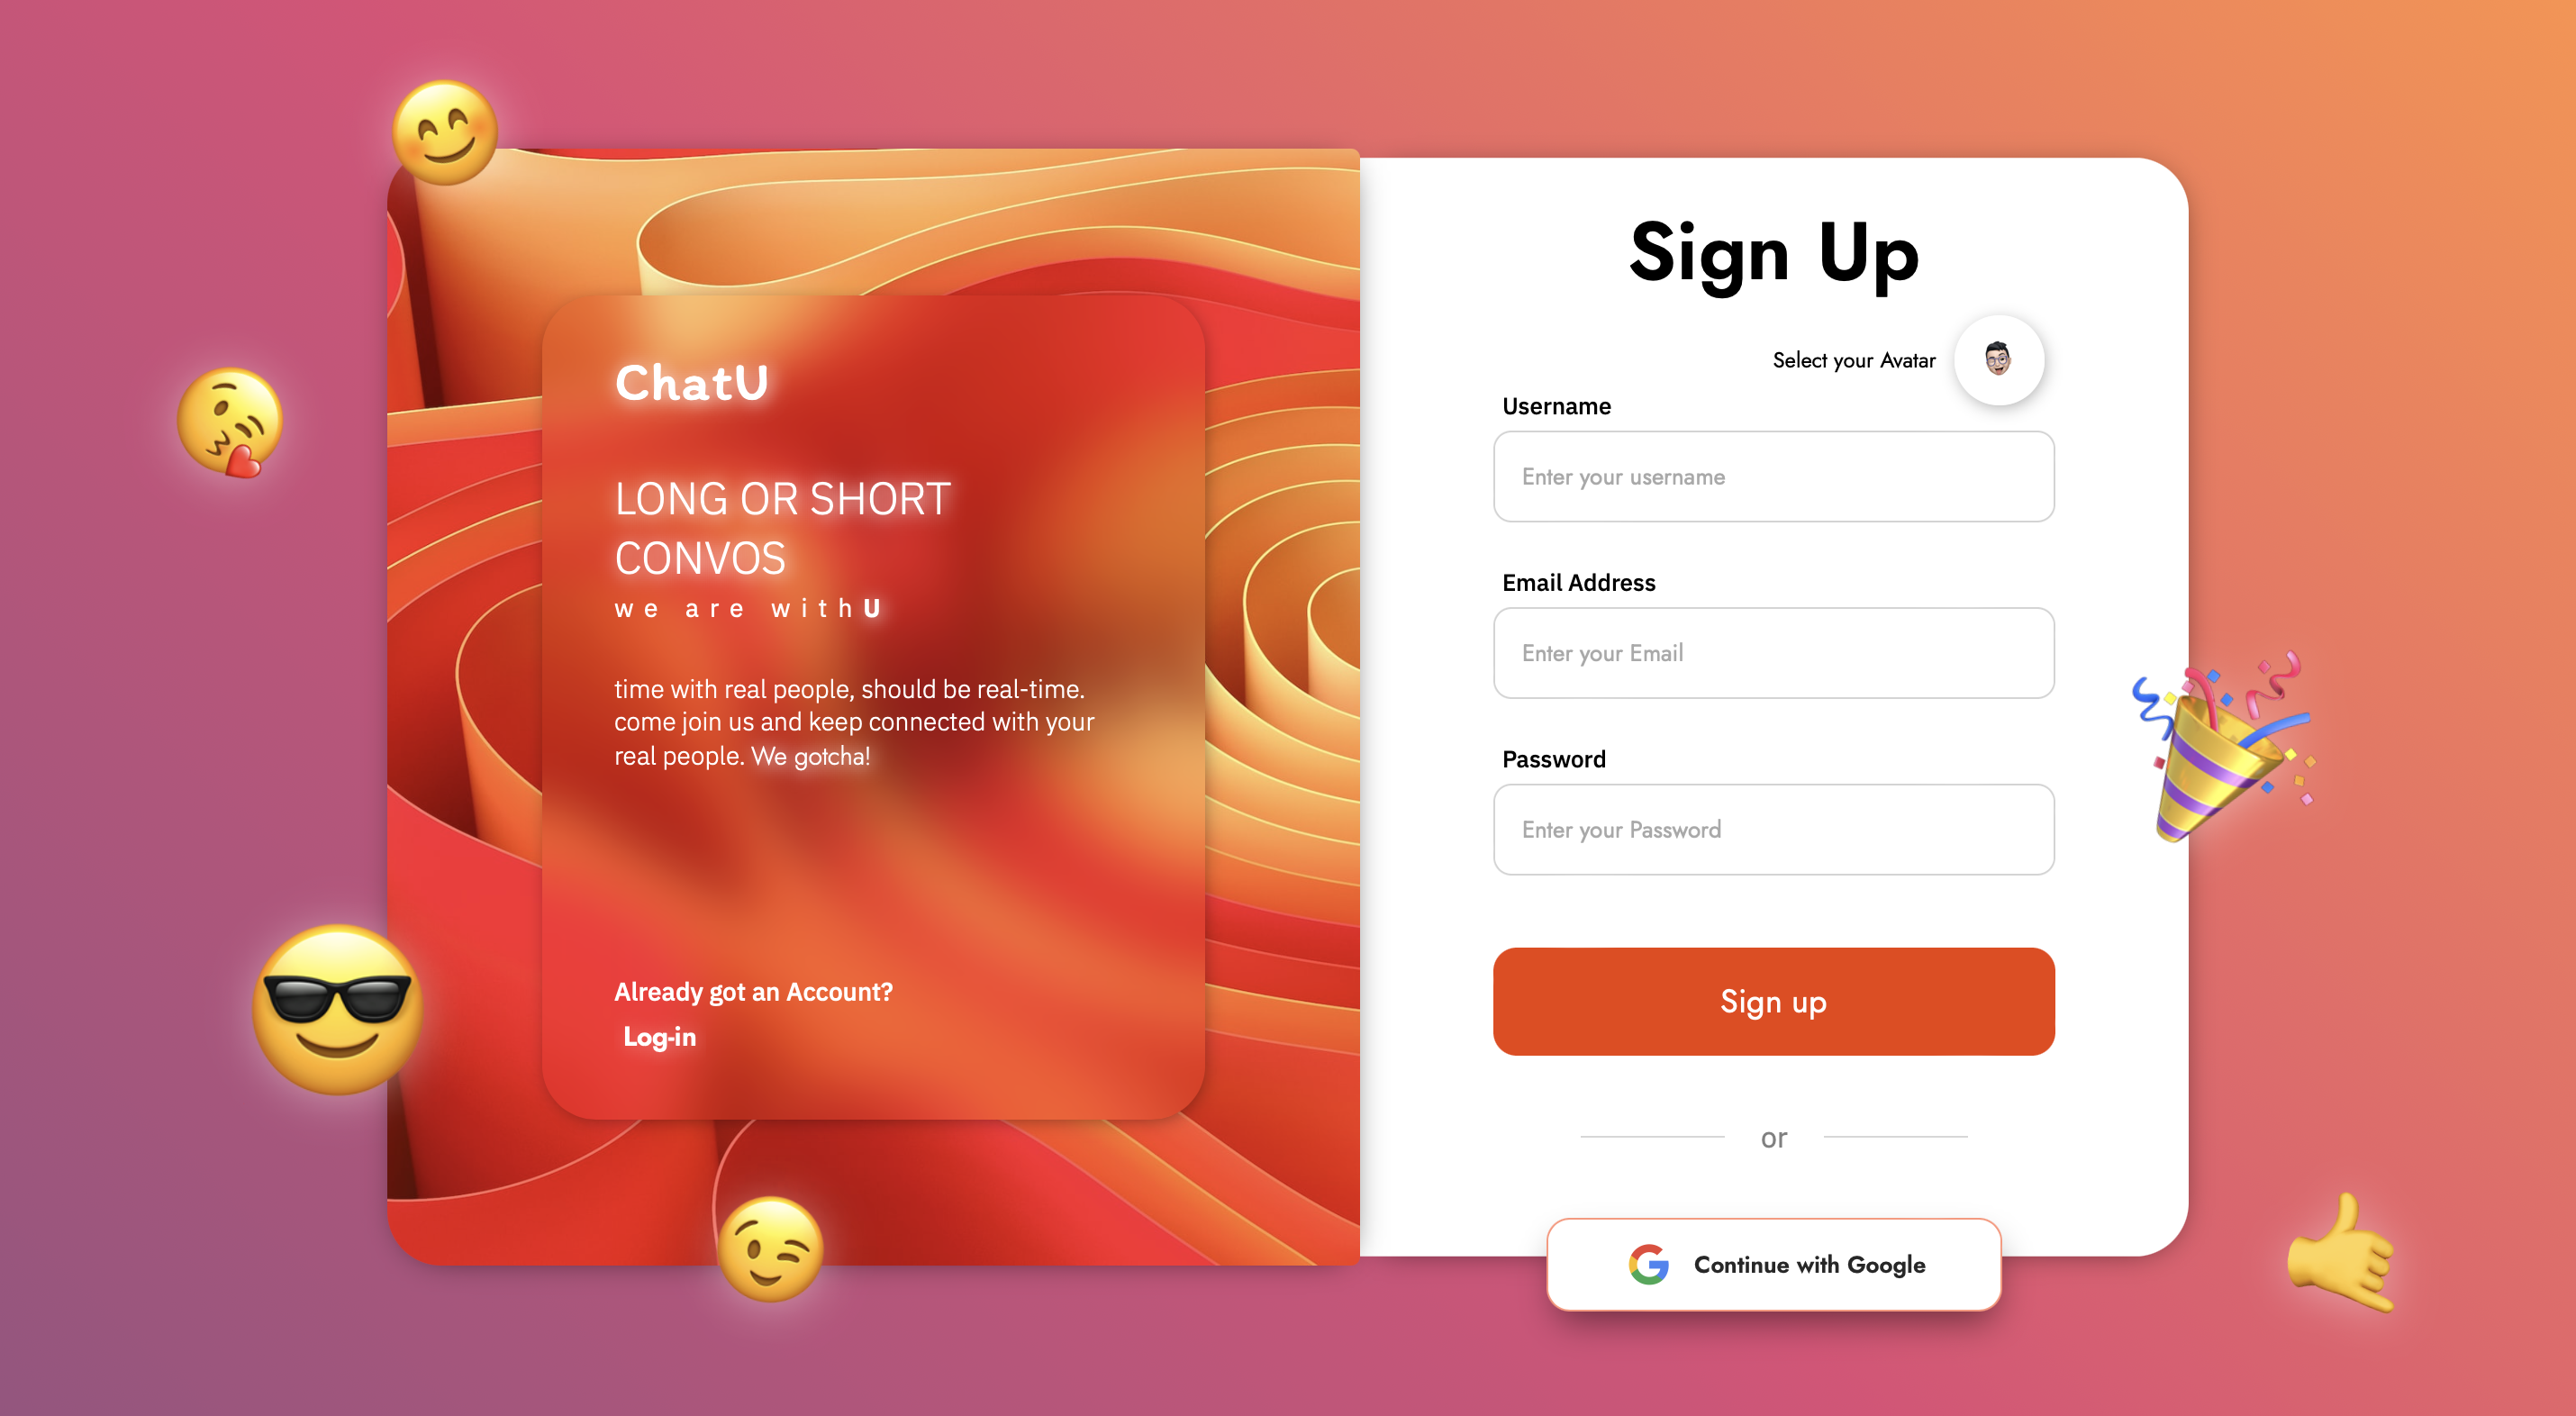 ChatU
LONG OR SHORT
CONVOS
we are withU
time with real people, should be real-time.
come join us and keep connected with your
real people. We gotcha!
Already got an Account?
Log-in
Sign Up
Select your Avatar
Username
Enter your username
Email Address
Enter your Email
Password
Enter your Password
Sign up
or
Continue with Google